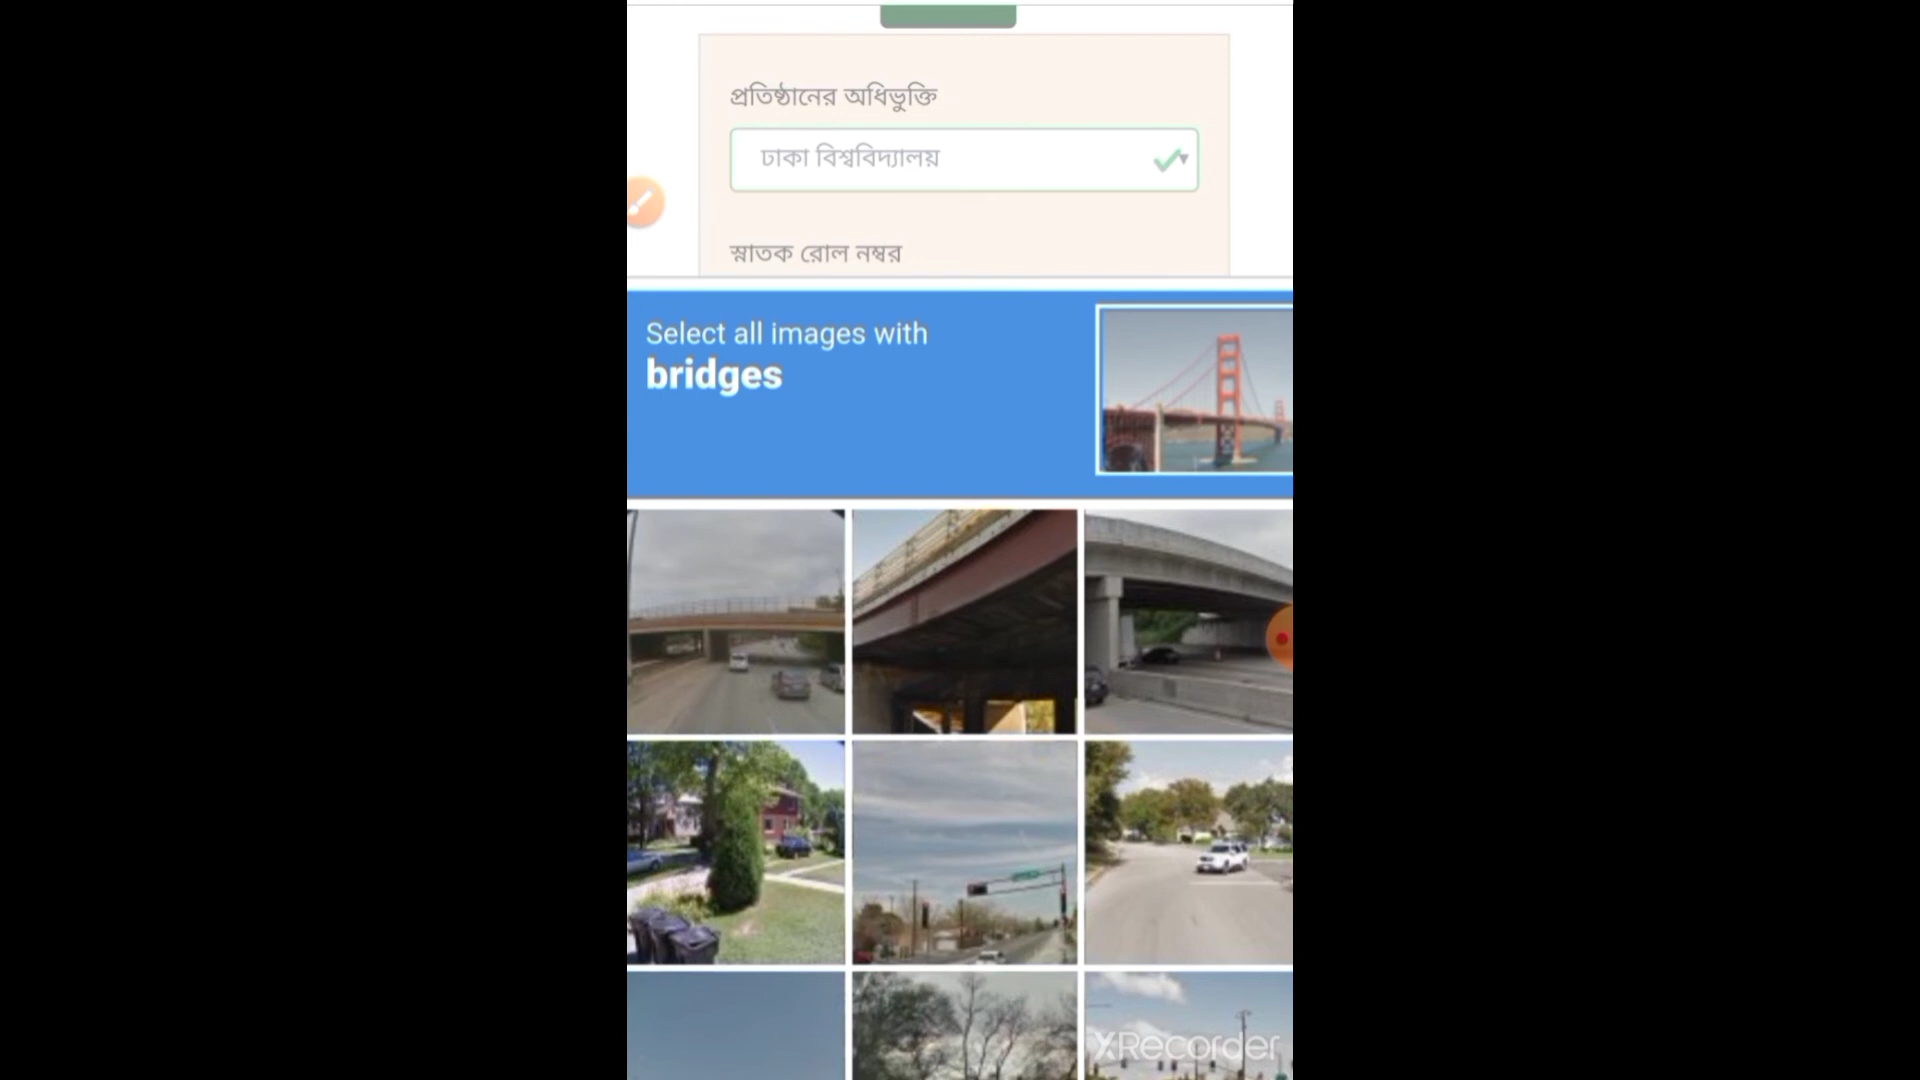 প্রতিষ্ঠানের অধিভুক্তি
ঢাকা বিশ্ববিদ্যালয়
স্নাতক রোল নম্বর
Select all images with
bridges
XRecorder